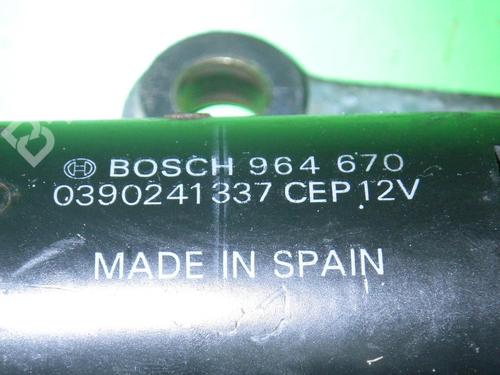 BOSCH 964 670
0390241337 CEP 12V
MADE IN SPAIN